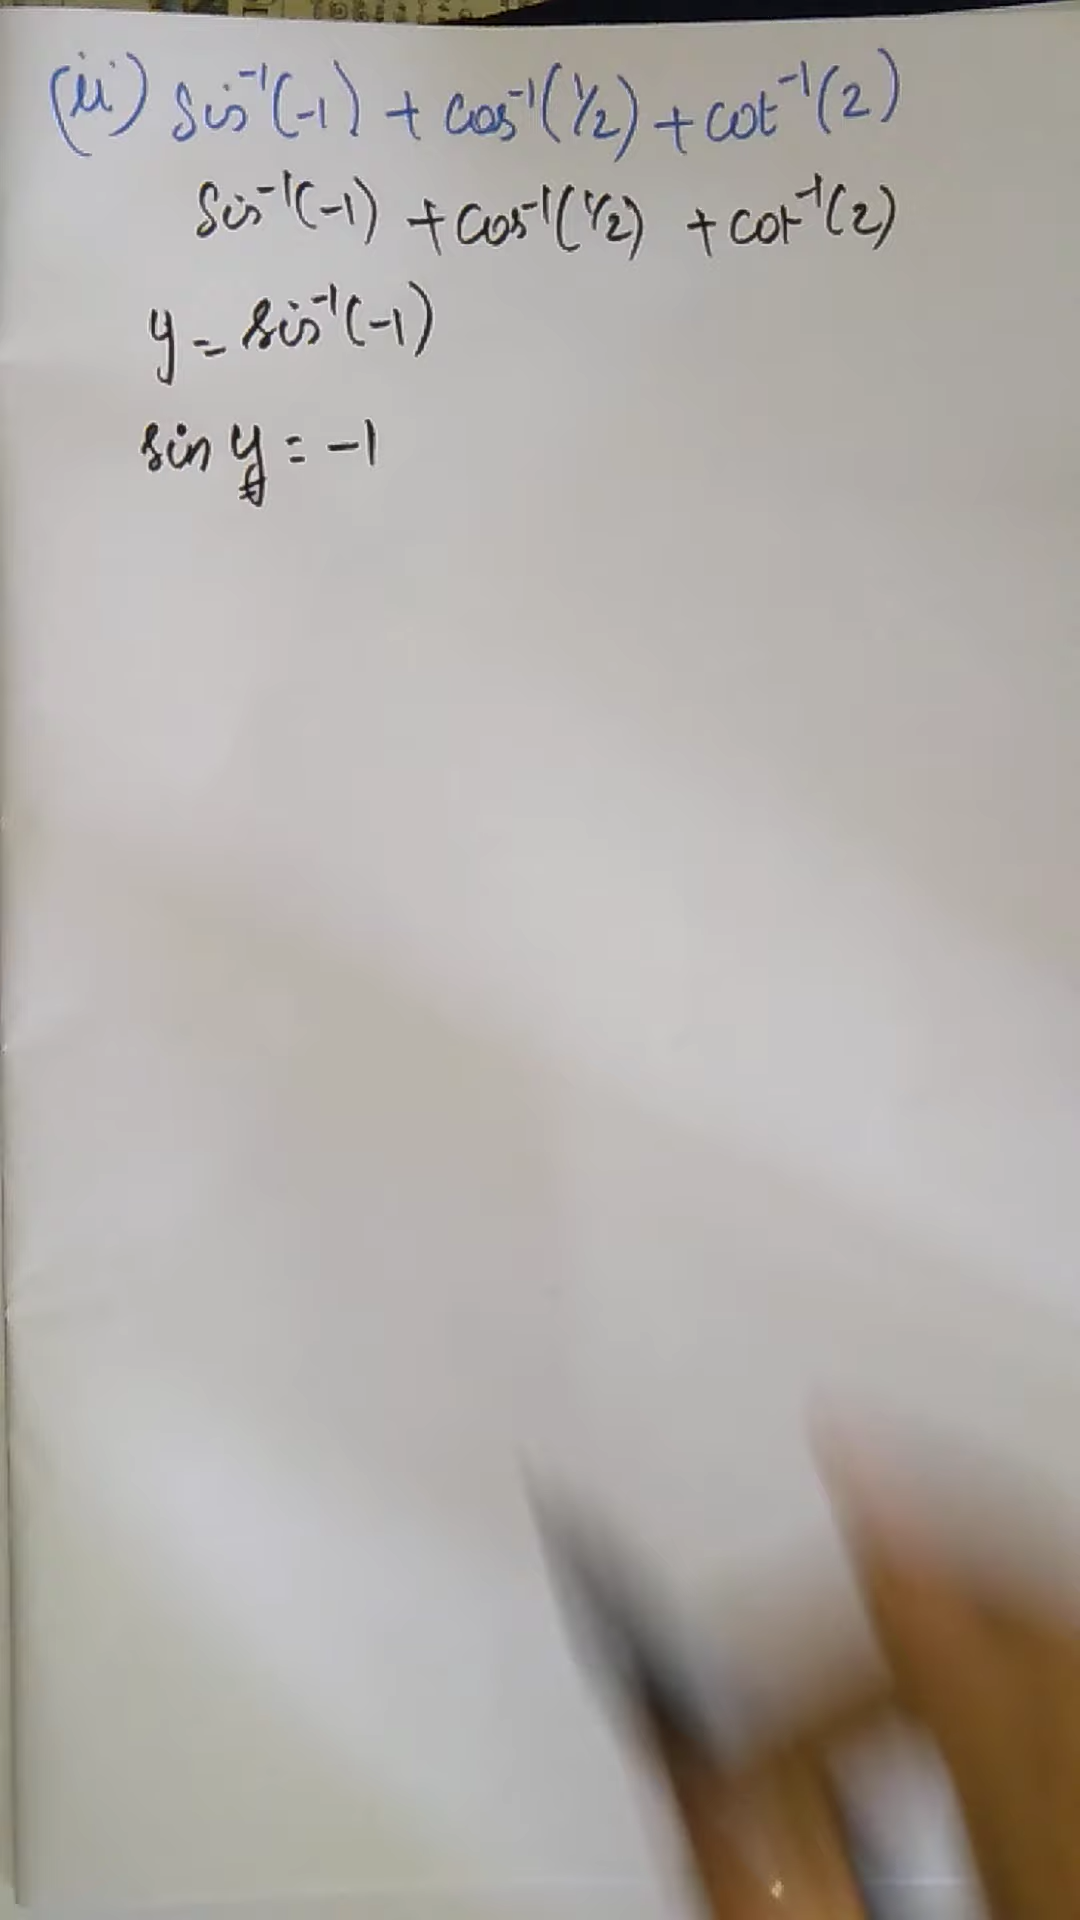 (ii) sin⁻¹(-1) + cos⁻¹(1/2) + cot⁻¹(2)
sin⁻¹(-1) + cos⁻¹(1/2) + cot⁻¹(2)
y = sin⁻¹(-1)
sin y = -1